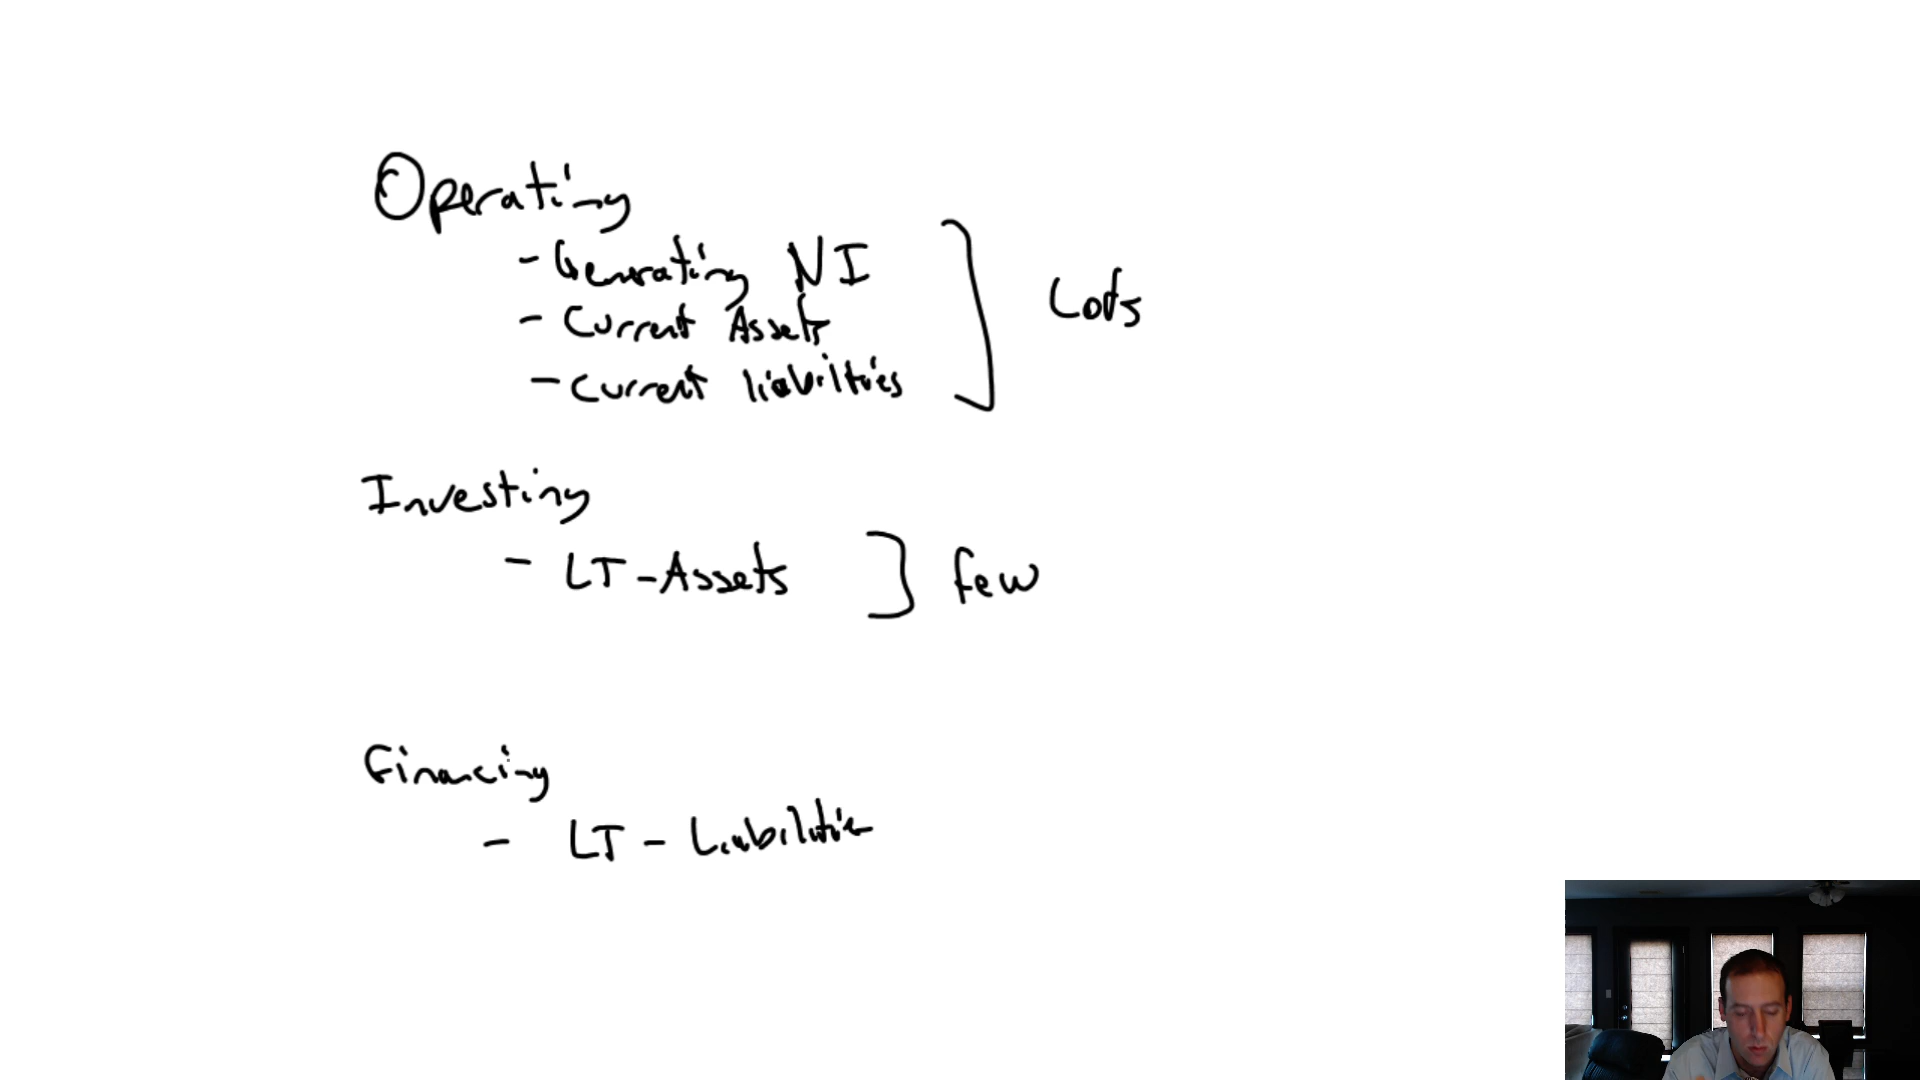 Operating
- Generating NI
- Current Assets
- Current liabilities
Lots
Investing
- LT - Assets
few
Financing
- LT - Liabilities